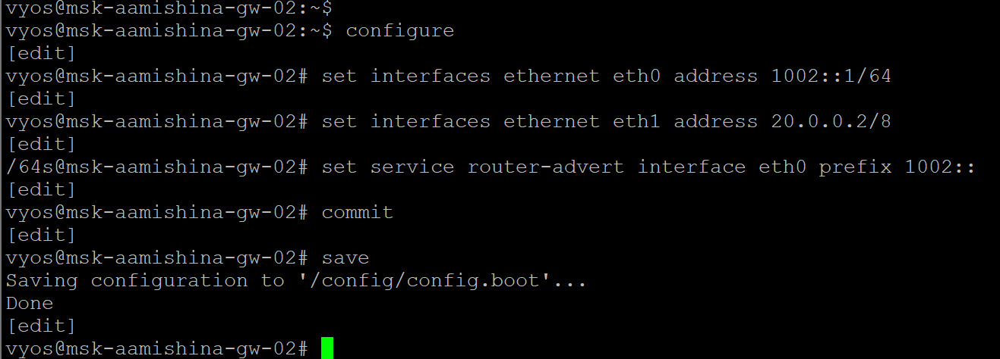 vyos@msk-aamishina-gw-02:~$
vyos@msk-aamishina-gw-02:~$ configure
[edit]
vyos@msk-aamishina-gw-02# set interfaces ethernet eth0 address 1002::1/64
[edit]
vyos@msk-aamishina-gw-02# set interfaces ethernet eth1 address 20.0.0.2/8
[edit]
/64s@msk-aamishina-gw-02# set service router-advert interface eth0 prefix 1002::
[edit]
vyos@msk-aamishina-gw-02# commit
[edit]
vyos@msk-aamishina-gw-02# save
Saving configuration to '/config/config.boot'...
Done
[edit]
vyos@msk-aamishina-gw-02#